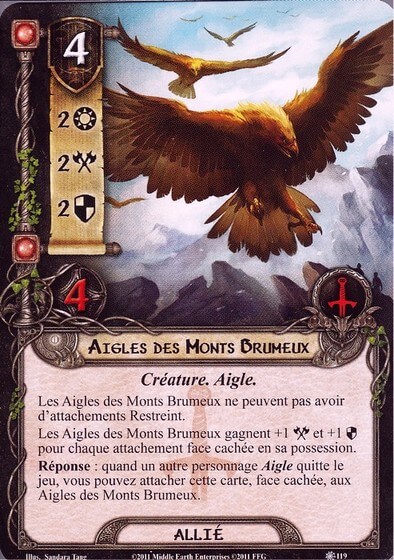 4
2
2
2
4
AIGLES DES MONTS BRUMEUX
Créature. Aigle.
Les Aigles des Monts Brumeux ne peuvent pas avoir
d'attachements Restreint.
Les Aigles des Monts Brumeux gagnent +1 et +1
pour chaque attachement face cachée en sa possession.
Réponse : quand un autre personnage Aigle quitte le
jeu, vous pouvez attacher cette carte, face cachée, aux
Aigles des Monts Brumeux.
ALLIÉ
Illus. Sandara Tang ©2011 Middle Earth Enterprises ©2011 FFG 119